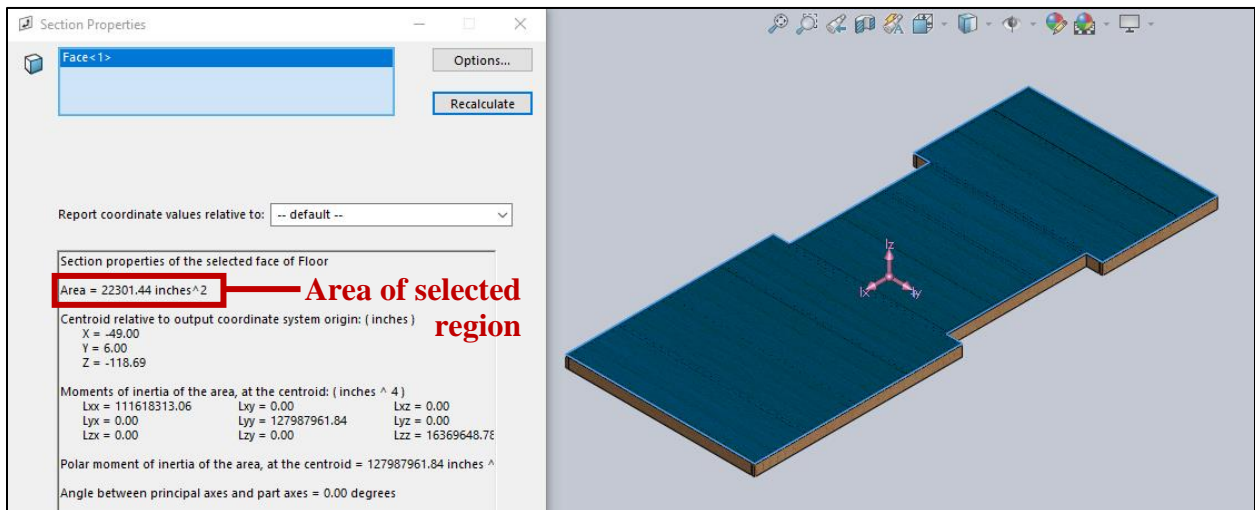 Section Properties
Face<1>
Options...
Recalculate
Report coordinate values relative to: -- default --
Section properties of the selected face of Floor
Area = 22301.44 inches^2
Area of selected
region
Centroid relative to output coordinate system origin: ( inches )
X = -49.00
Y = 6.00
Z = -118.69
Moments of inertia of the area, at the centroid: ( inches ^ 4 )
Lxx = 111618313.06 Lxy = 0.00 Lxz = 0.00
Lyx = 0.00 Lyy = 127987961.84 Lyz = 0.00
Lzx = 0.00 Lzy = 0.00 Lzz = 16369648.78
Polar moment of inertia of the area, at the centroid = 127987961.84 inches ^
Angle between principal axes and part axes = 0.00 degrees
Iz
Ix
Iy